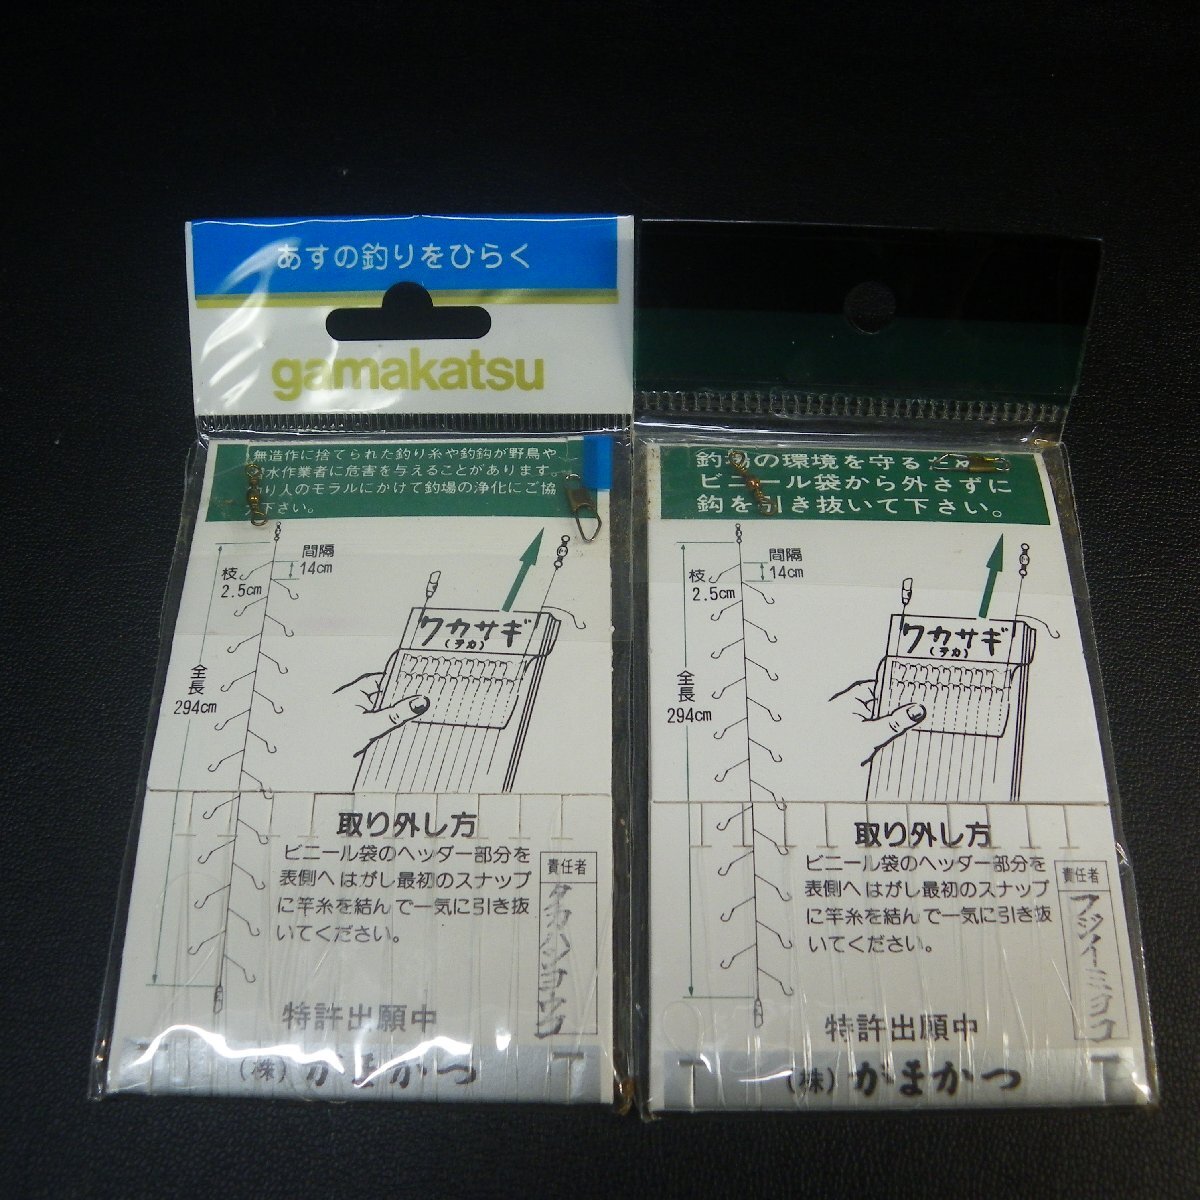 あすの釣りをひらく
gamakatsu
無造作に捨てられた釣り糸や釣鈎が野鳥や
水作業者に危害を与えることがあります。
り人のモラルにかけて釣場の浄化にご協
下さい。
間隔
14cm
枝
2.5cm
全長
294cm
ワカサギ
(チカ)
取り外し方
ビニール袋のヘッダー部分を
表側へはがし最初のスナップ
に竿糸を結んで一気に引き抜
いてください。
責任者
特許出願中
(株)がまかつ
釣場の環境を守るため
ビニール袋から外さずに
鈎を引き抜いて下さい。
間隔
14cm
枝
2.5cm
全長
294cm
ワカサギ
(チカ)
取り外し方
ビニール袋のヘッダー部分を
表側へはがし最初のスナップ
に竿糸を結んで一気に引き抜
いてください。
責任者
フジイミヨコ
特許出願中
(株)がまかつ